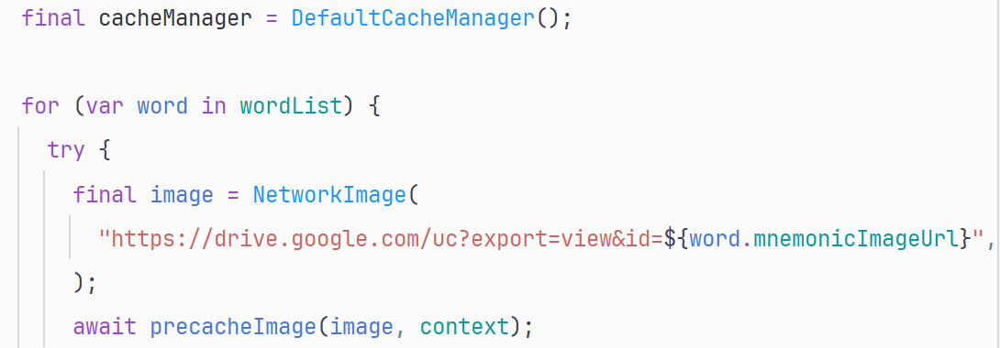 final cacheManager = DefaultCacheManager();
for (var word in wordList) {
try {
final image = NetworkImage(
"https://drive.google.com/uc?export=view&id=${word.mnemonicImageUrl}",
);
await precacheImage(image, context);